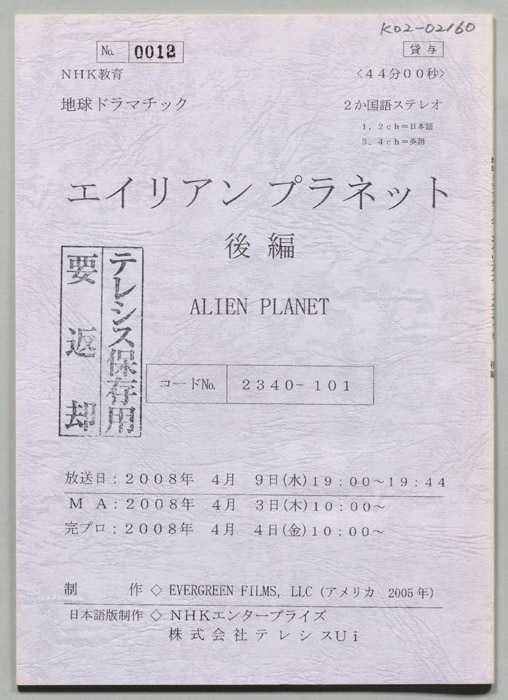 K02-02160
No. 0012
貸与
NHK教育
〈44分00秒〉
地球ドラマチック
2か国語ステレオ
1，2ch＝日本語
3，4ch＝英語
エイリアン プラネット
後編
ALIEN PLANET
テレシス保存用
要返却
コードNo. 2340-101
放送日：2008年 4月 9日(水)19：00～19：44
MA：2008年 4月 3日(木)10：00～
完プロ：2008年 4月 4日(金)10：00～
制作◇EVERGREEN FILMS, LLC（アメリカ 2005年）
日本語版制作◇NHKエンタープライズ
株式会社テレシスUi